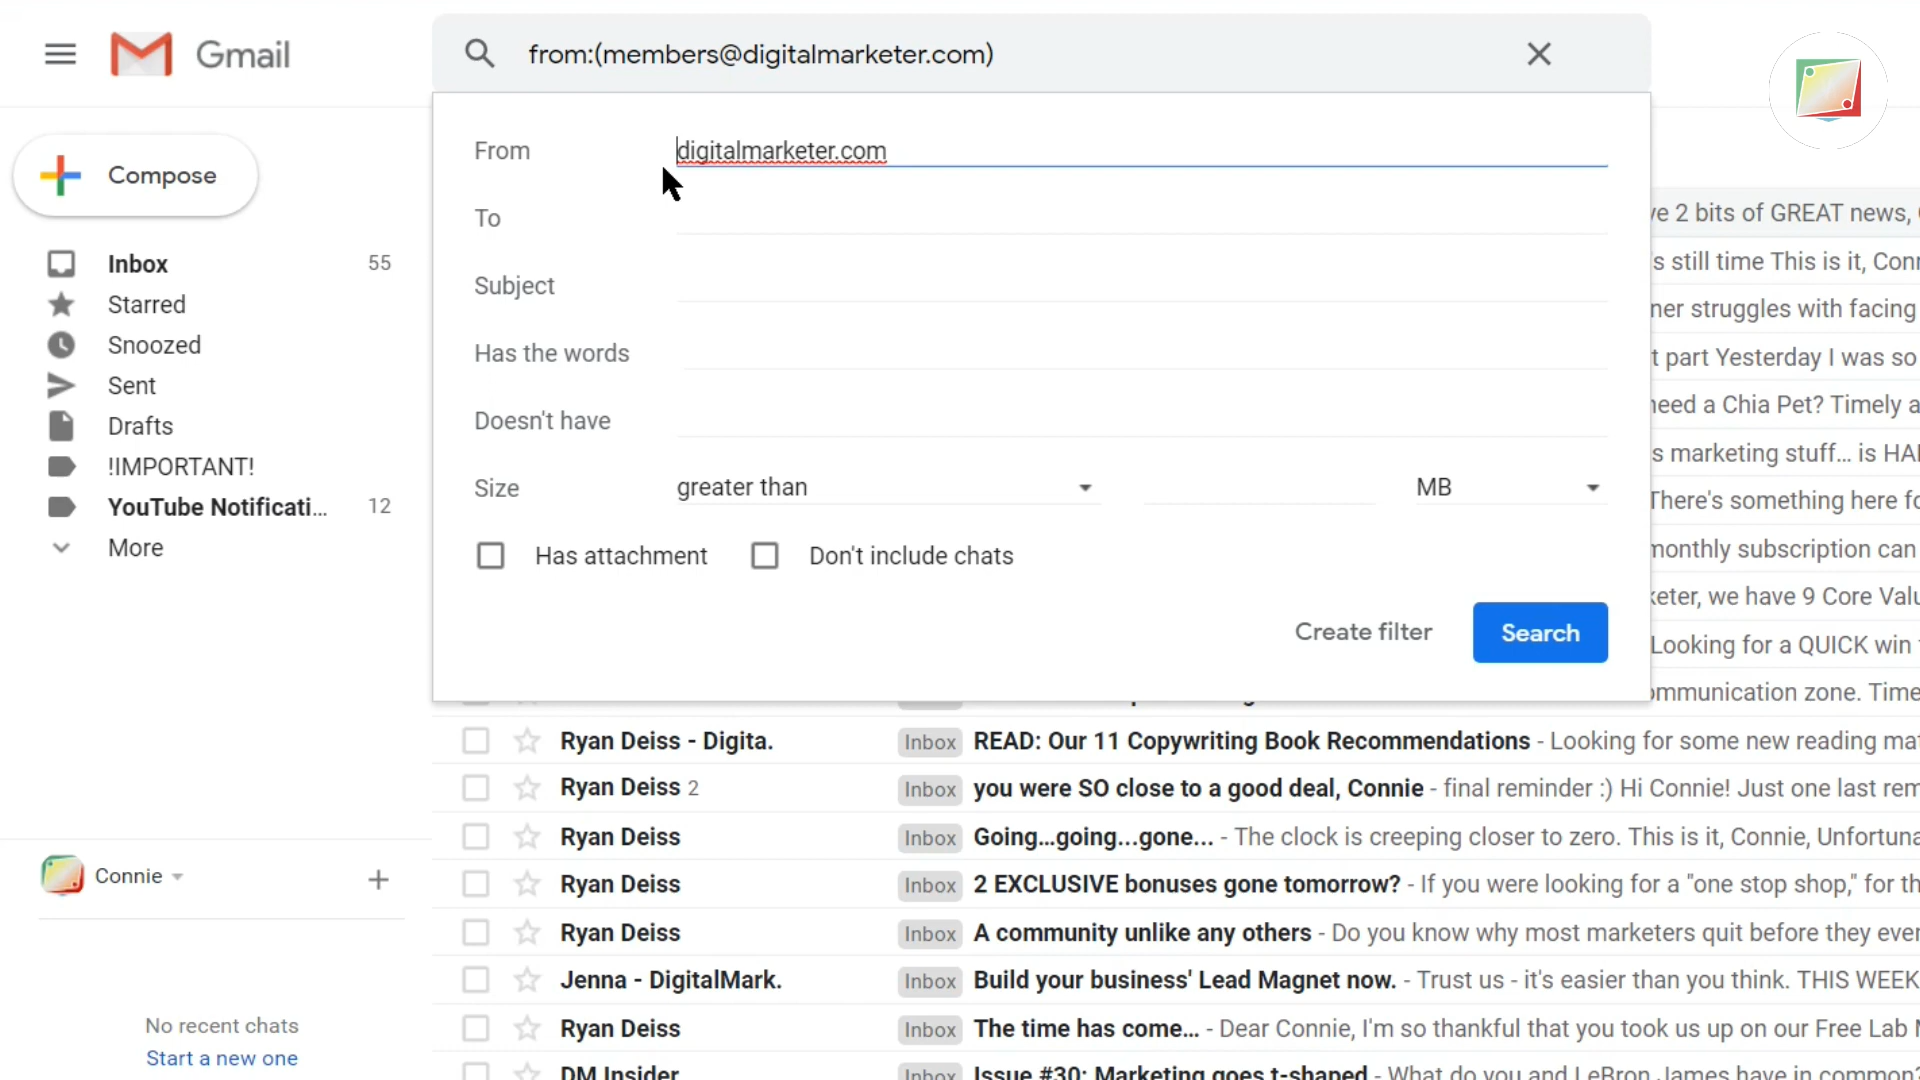 Gmail
from:(members@digitalmarketer.com)
Compose
Inbox 55
Starred
Snoozed
Sent
Drafts
!IMPORTANT!
YouTube Notificati... 12
More
Connie
No recent chats
Start a new one
From digitalmarketer.com
To
Subject
Has the words
Doesn't have
Size greater than MB
Has attachment Don't include chats
Create filter Search
ve 2 bits of GREAT news,
s still time This is it, Con
ner struggles with facing
t part Yesterday I was so
need a Chia Pet? Timely a
s marketing stuff... is HA
There's something here fo
monthly subscription can
keter, we have 9 Core Valu
Looking for a QUICK win
ommunication zone. Time
Ryan Deiss - Digita. Inbox READ: Our 11 Copywriting Book Recommendations - Looking for some new reading mat
Ryan Deiss 2 Inbox you were SO close to a good deal, Connie - final reminder :) Hi Connie! Just one last rem
Ryan Deiss Inbox Going...going...gone... - The clock is creeping closer to zero. This is it, Connie, Unfortuna
Ryan Deiss Inbox 2 EXCLUSIVE bonuses gone tomorrow? - If you were looking for a "one stop shop," for th
Ryan Deiss Inbox A community unlike any others - Do you know why most marketers quit before they ever
Jenna - DigitalMark. Inbox Build your business' Lead Magnet now. - Trust us - it's easier than you think. THIS WEEK
Ryan Deiss Inbox The time has come... - Dear Connie, I'm so thankful that you took us up on our Free Lab
DM Insider Inbox Issue #30: Marketing goes t-shaped - What do you and LeBron James have in common?